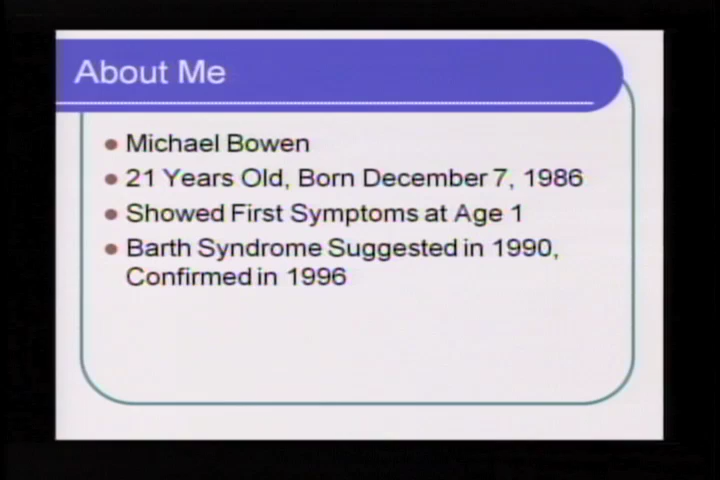 About Me
Michael Bowen
21 Years Old, Born December 7, 1986
Showed First Symptoms at Age 1
Barth Syndrome Suggested in 1990,
Confirmed in 1996